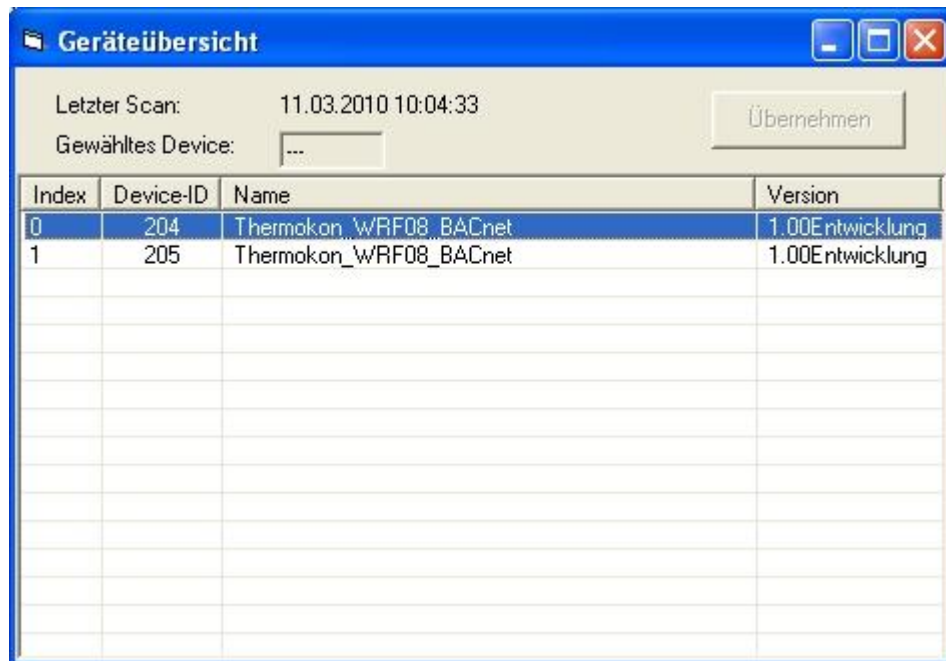 Geräteübersicht
Letzter Scan: 11.03.2010 10:04:33
Übernehmen
Gewähltes Device: ---
Index Device-ID Name Version
0 204 Thermokon_WRF08_BACnet 1.00Entwicklung
1 205 Thermokon_WRF08_BACnet 1.00Entwicklung